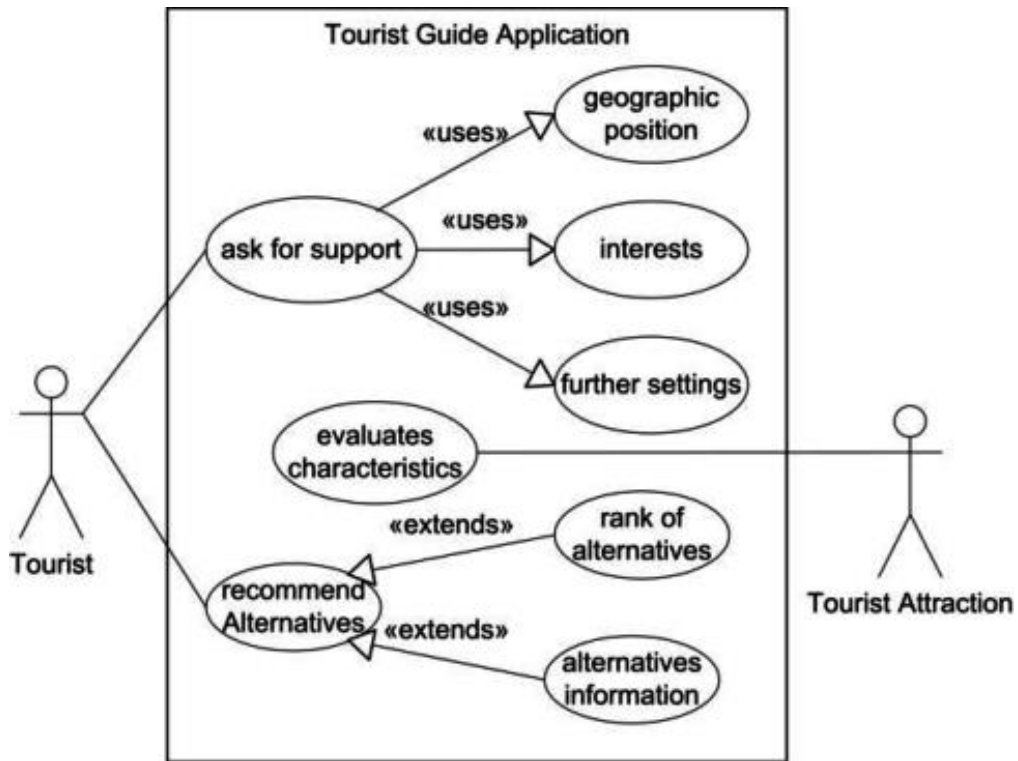 Tourist Guide Application
geographic
position
«uses»
ask for support
«uses»
interests
«uses»
further settings
evaluates
characteristics
«extends»
rank of
alternatives
Tourist
recommend
Alternatives
Tourist Attraction
«extends»
alternatives
information